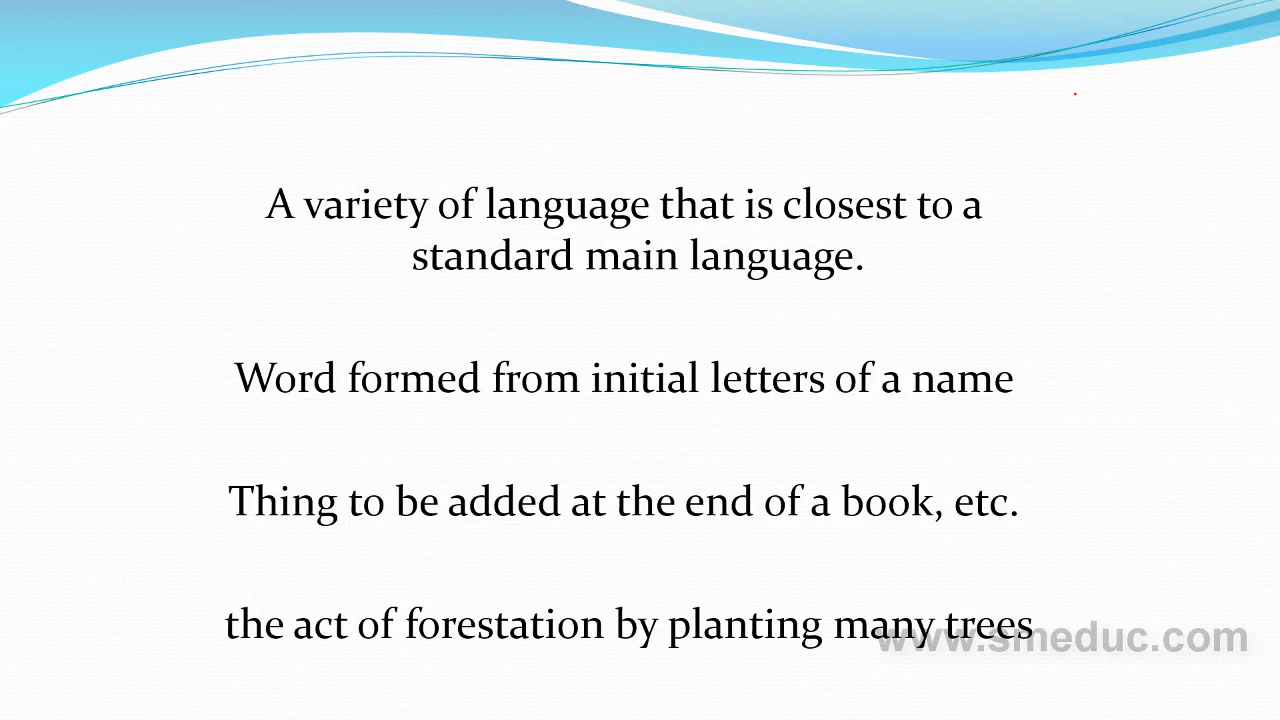 A variety of language that is closest to a
standard main language.
Word formed from initial letters of a name
Thing to be added at the end of a book, etc.
the act of forestation by planting many trees
www.smeduc.com